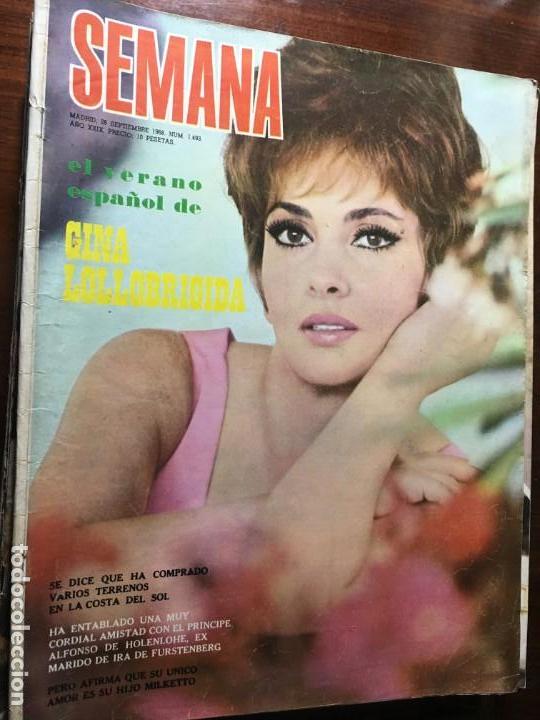 SEMANA
MADRID, 28 SEPTIEMBRE 1968. NUM. 1.493
AÑO XXIX. PRECIO: 10 PESETAS.
el verano
español de
GINA
LOLLOBRIGIDA
SE DICE QUE HA COMPRADO
VARIOS TERRENOS
EN LA COSTA DEL SOL
HA ENTABLADO UNA MUY
CORDIAL AMISTAD CON EL PRINCIPE
ALFONSO DE HOLENLOHE, EX
MARIDO DE IRA DE FURSTENBERG
PERO AFIRMA QUE SU UNICO
AMOR ES SU HIJO MILKETTO
todocoleccion.net